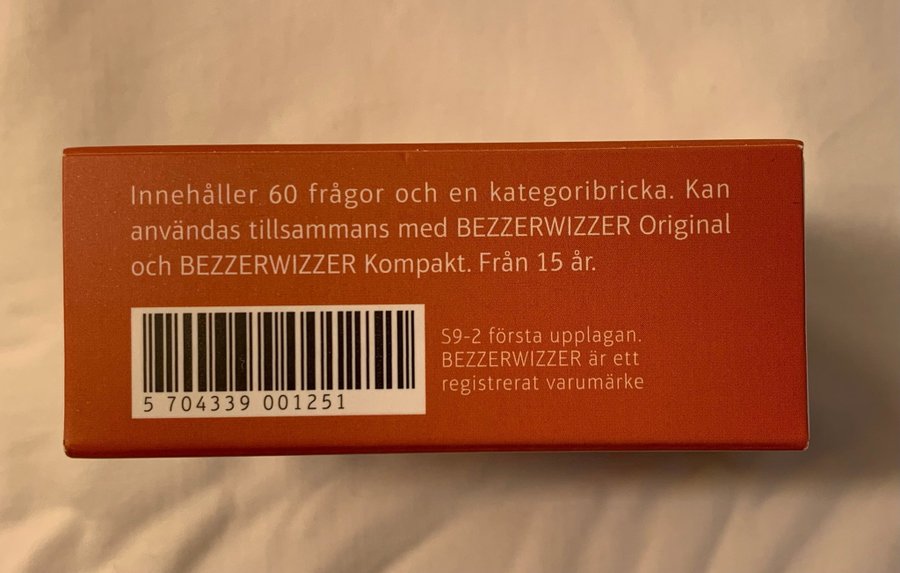 Innehåller 60 frågor och en kategoribricka. Kan
användas tillsammans med BEZZERWIZZER Original
och BEZZERWIZZER Kompakt. Från 15 år.
S9-2 första upplagan.
BEZZERWIZZER är ett
registrerat varumärke
5 704339 001251